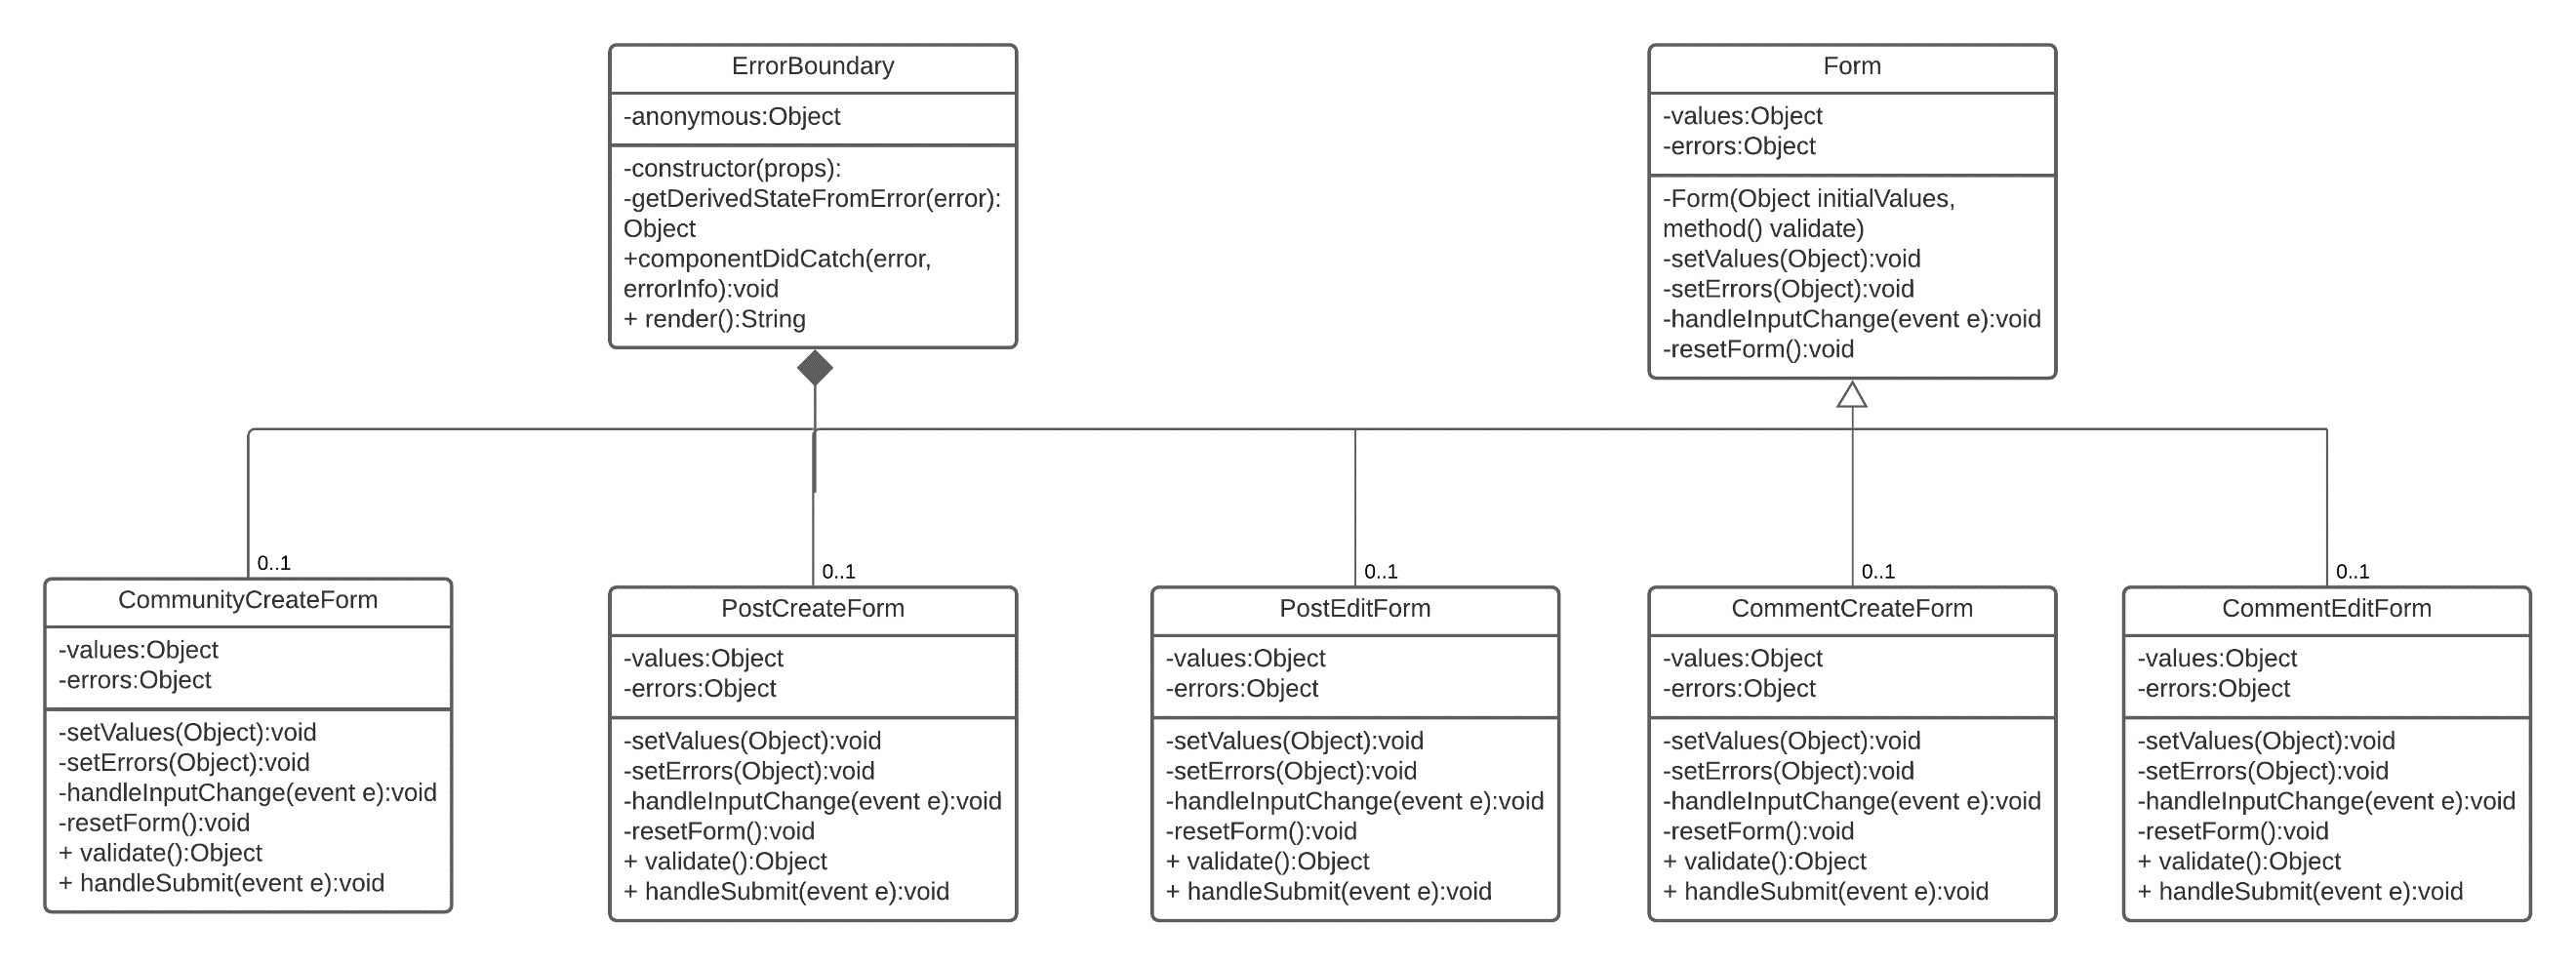 ErrorBoundary
-anonymous:Object
-constructor(props):
-getDerivedStateFromError(error):
Object
+componentDidCatch(error,
errorInfo):void
+ render():String
Form
-values:Object
-errors:Object
-Form(Object initialValues,
method() validate)
-setValues(Object):void
-setErrors(Object):void
-handleInputChange(event e):void
-resetForm():void
0..1
CommunityCreateForm
-values:Object
-errors:Object
-setValues(Object):void
-setErrors(Object):void
-handleInputChange(event e):void
-resetForm():void
+ validate():Object
+ handleSubmit(event e):void
0..1
PostCreateForm
-values:Object
-errors:Object
-setValues(Object):void
-setErrors(Object):void
-handleInputChange(event e):void
-resetForm():void
+ validate():Object
+ handleSubmit(event e):void
0..1
PostEditForm
-values:Object
-errors:Object
-setValues(Object):void
-setErrors(Object):void
-handleInputChange(event e):void
-resetForm():void
+ validate():Object
+ handleSubmit(event e):void
0..1
CommentCreateForm
-values:Object
-errors:Object
-setValues(Object):void
-setErrors(Object):void
-handleInputChange(event e):void
-resetForm():void
+ validate():Object
+ handleSubmit(event e):void
0..1
CommentEditForm
-values:Object
-errors:Object
-setValues(Object):void
-setErrors(Object):void
-handleInputChange(event e):void
-resetForm():void
+ validate():Object
+ handleSubmit(event e):void